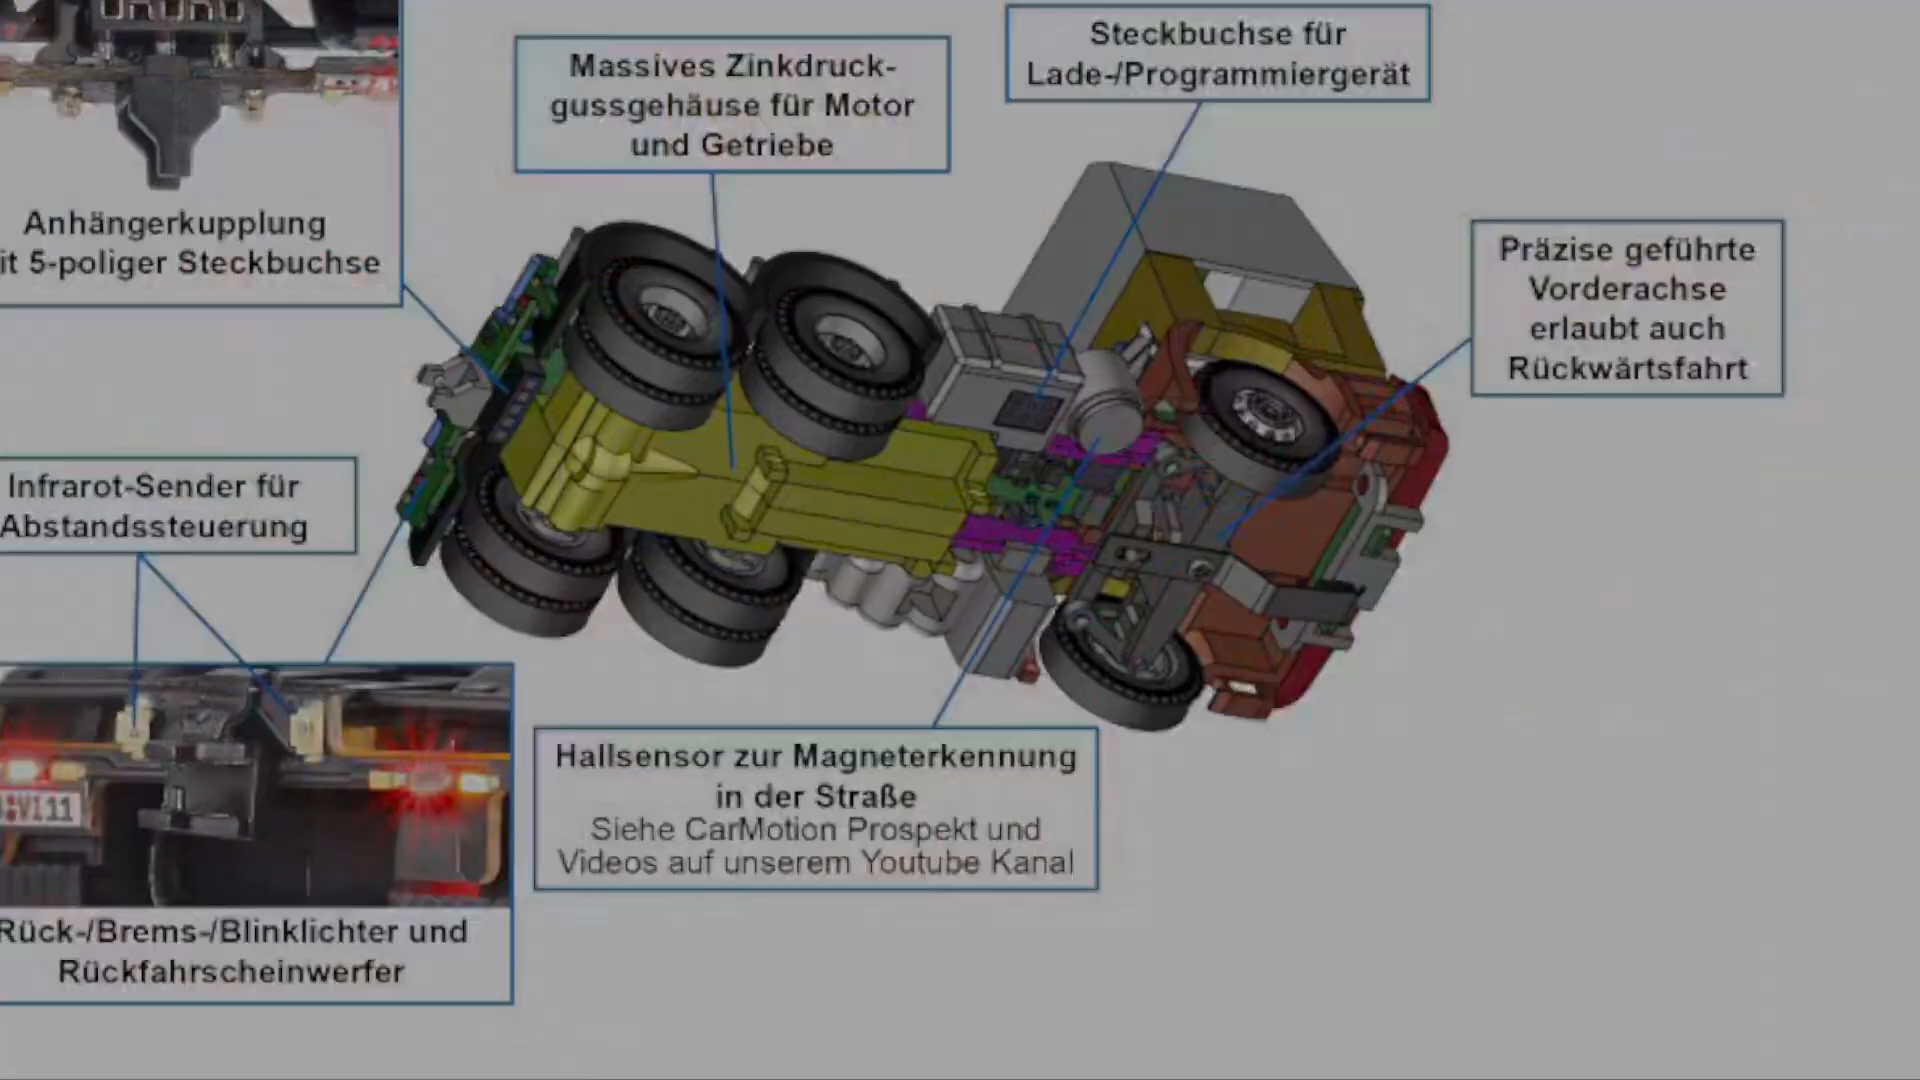 Steckbuchse für
Lade-/Programmiergerät
Massives Zinkdruck-
gussgehäuse für Motor
und Getriebe
Anhängerkupplung
it 5-poliger Steckbuchse
Präzise geführte
Vorderachse
erlaubt auch
Rückwärtsfahrt
Infrarot-Sender für
Abstandssteuerung
VI11
Hallsensor zur Magneterkennung
in der Straße
Siehe CarMotion Prospekt und
Videos auf unserem Youtube Kanal
Rück-/Brems-/Blinklichter und
Rückfahrscheinwerfer